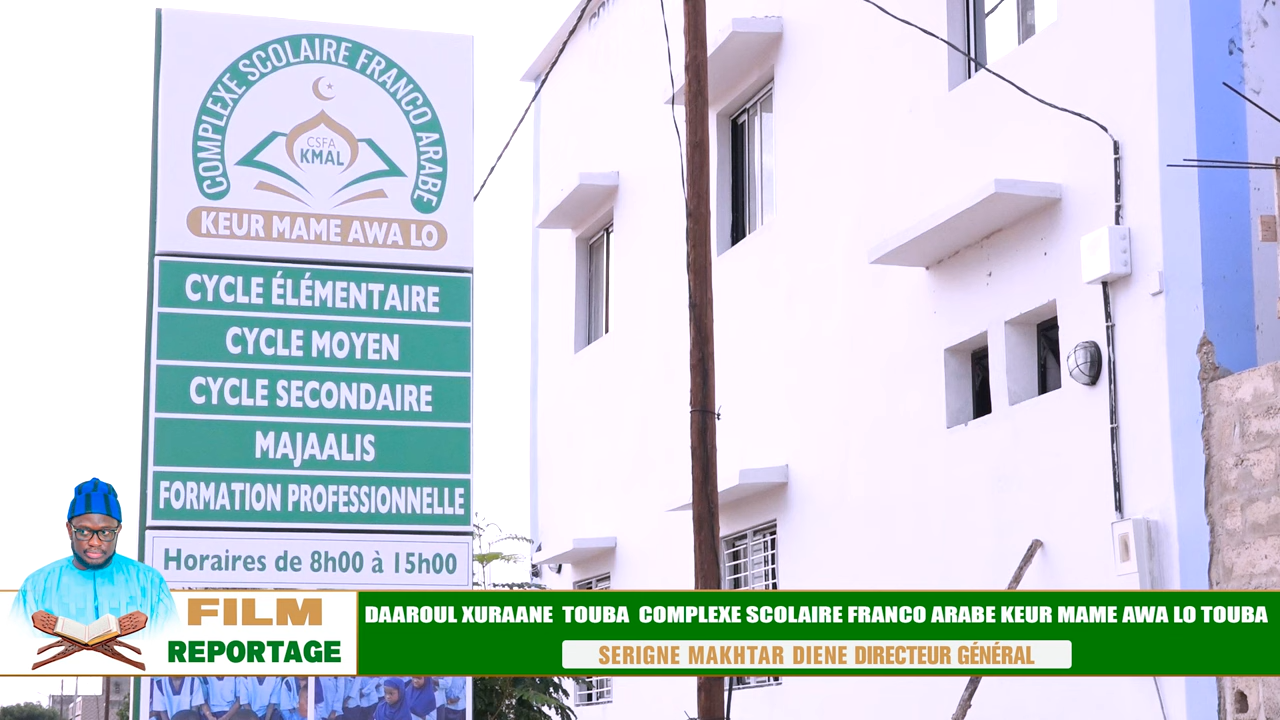 COMPLEXE SCOLAIRE FRANCO ARABE
CSFA
KMAL
KEUR MAME AWA LO
CYCLE ÉLÉMENTAIRE
CYCLE MOYEN
CYCLE SECONDAIRE
MAJAALIS
FORMATION PROFESSIONNELLE
Horaires de 8h00 à 15h00
FILM
REPORTAGE
DAAROUL XURAANE TOUBA COMPLEXE SCOLAIRE FRANCO ARABE KEUR MAME AWA LO TOUBA
SERIGNE MAKHTAR DIENE DIRECTEUR GÉNÉRAL